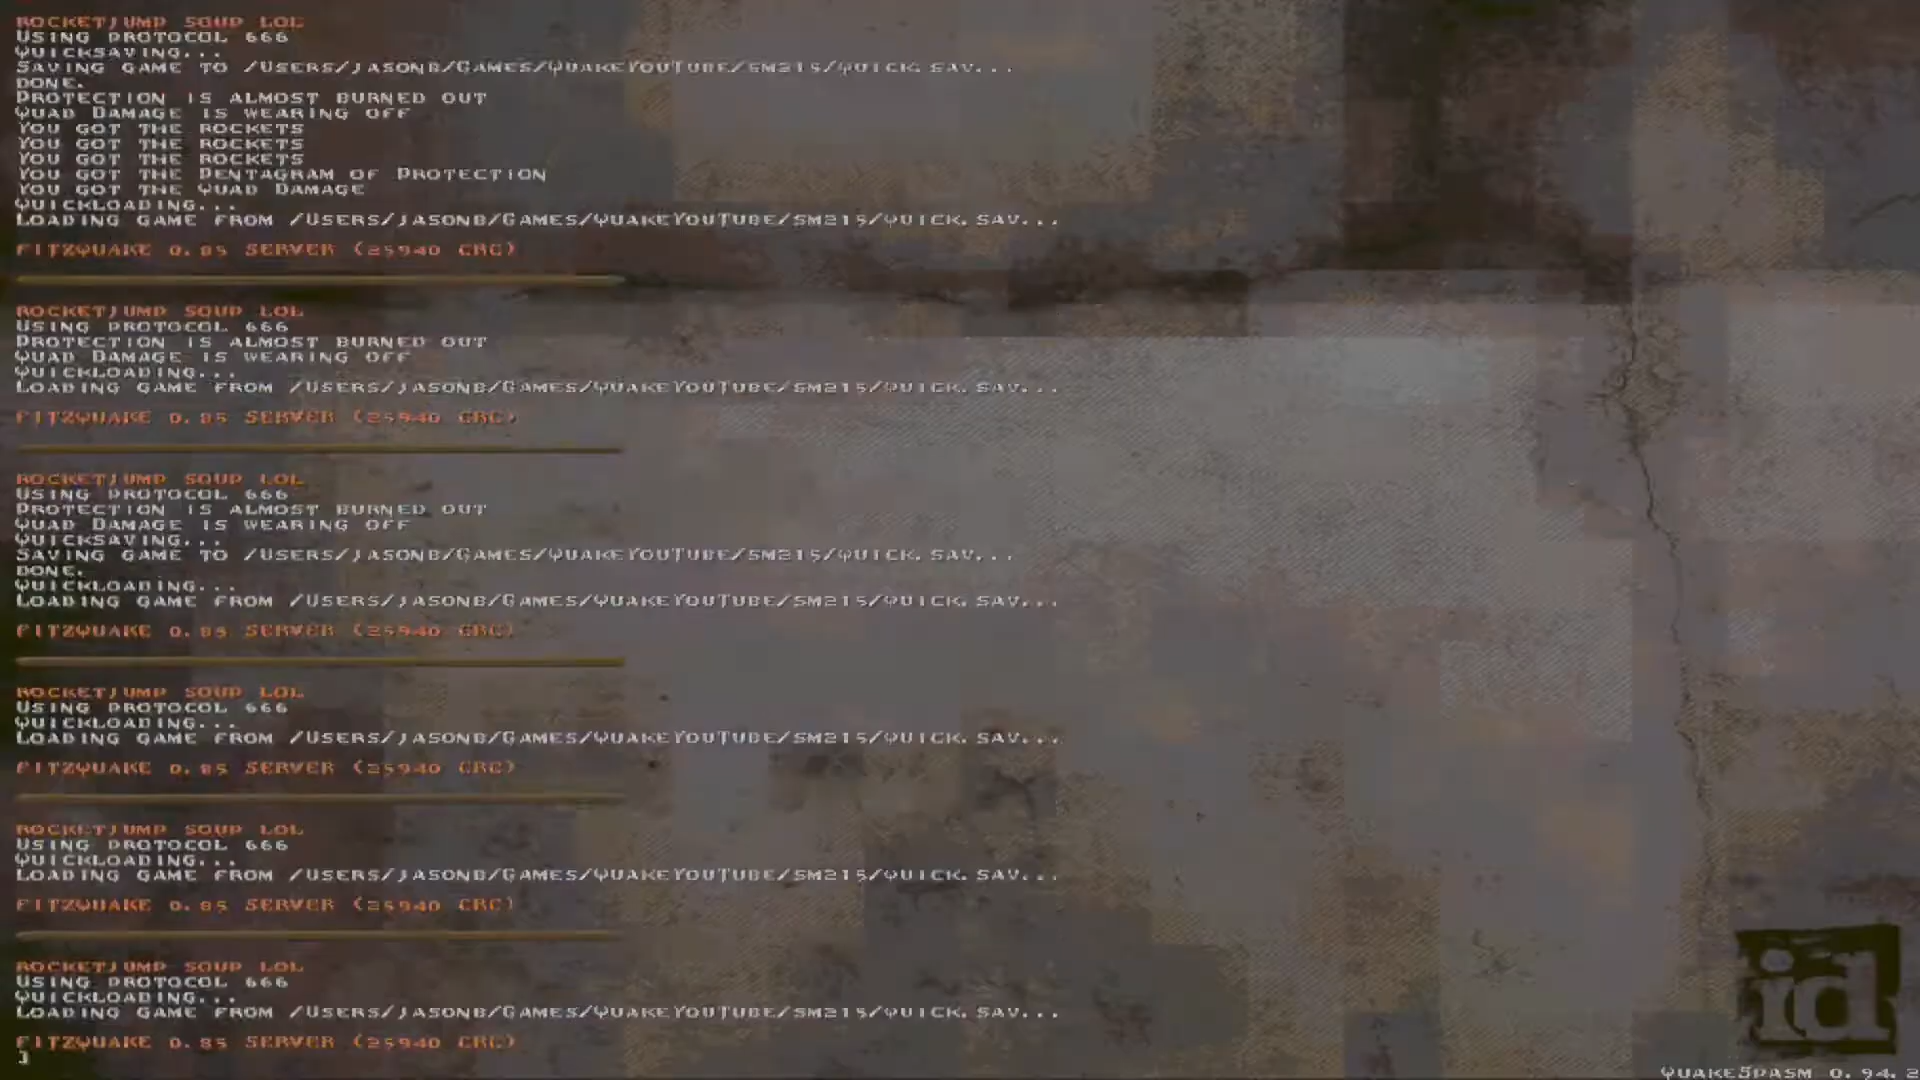 ROCKETJUMP SOUP LOL
USING PROTOCOL 666
QUICKSAVING...
SAVING GAME TO /USERS/JASONB/GAMES/QUAKEYOUTUBE/SM215/QUICK.SAV...
DONE.
PROTECTION IS ALMOST BURNED OUT
QUAD DAMAGE IS WEARING OFF
YOU GOT THE ROCKETS
YOU GOT THE ROCKETS
YOU GOT THE ROCKETS
YOU GOT THE PENTAGRAM OF PROTECTION
YOU GOT THE QUAD DAMAGE
QUICKLOADING...
LOADING GAME FROM /USERS/JASONB/GAMES/QUAKEYOUTUBE/SM215/QUICK.SAV...
FITZQUAKE 0.85 SERVER (25940 CRC)
ROCKETJUMP SOUP LOL
USING PROTOCOL 666
PROTECTION IS ALMOST BURNED OUT
QUAD DAMAGE IS WEARING OFF
QUICKLOADING...
LOADING GAME FROM /USERS/JASONB/GAMES/QUAKEYOUTUBE/SM215/QUICK.SAV...
FITZQUAKE 0.85 SERVER (25940 CRC)
ROCKETJUMP SOUP LOL
USING PROTOCOL 666
PROTECTION IS ALMOST BURNED OUT
QUAD DAMAGE IS WEARING OFF
QUICKSAVING...
SAVING GAME TO /USERS/JASONB/GAMES/QUAKEYOUTUBE/SM215/QUICK.SAV...
DONE.
QUICKLOADING...
LOADING GAME FROM /USERS/JASONB/GAMES/QUAKEYOUTUBE/SM215/QUICK.SAV...
FITZQUAKE 0.85 SERVER (25940 CRC)
ROCKETJUMP SOUP LOL
USING PROTOCOL 666
QUICKLOADING...
LOADING GAME FROM /USERS/JASONB/GAMES/QUAKEYOUTUBE/SM215/QUICK.SAV...
FITZQUAKE 0.85 SERVER (25940 CRC)
ROCKETJUMP SOUP LOL
USING PROTOCOL 666
QUICKLOADING...
LOADING GAME FROM /USERS/JASONB/GAMES/QUAKEYOUTUBE/SM215/QUICK.SAV...
FITZQUAKE 0.85 SERVER (25940 CRC)
ROCKETJUMP SOUP LOL
USING PROTOCOL 666
QUICKLOADING...
LOADING GAME FROM /USERS/JASONB/GAMES/QUAKEYOUTUBE/SM215/QUICK.SAV...
FITZQUAKE 0.85 SERVER (25940 CRC)
]
id
QUAKESPASM 0.94.2